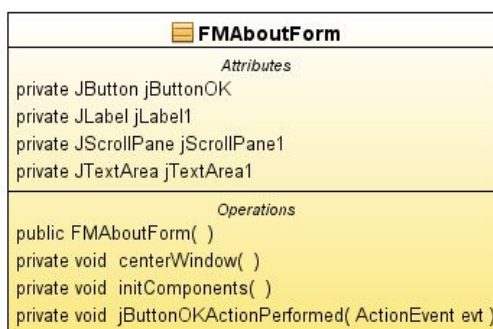 FMAboutForm
Attributes
private JButton jButtonOK
private JLabel jLabel1
private JScrollPane jScrollPane1
private JTextArea jTextArea1
Operations
public FMAboutForm( )
private void centerWindow( )
private void initComponents( )
private void jButtonOKActionPerformed( ActionEvent evt )